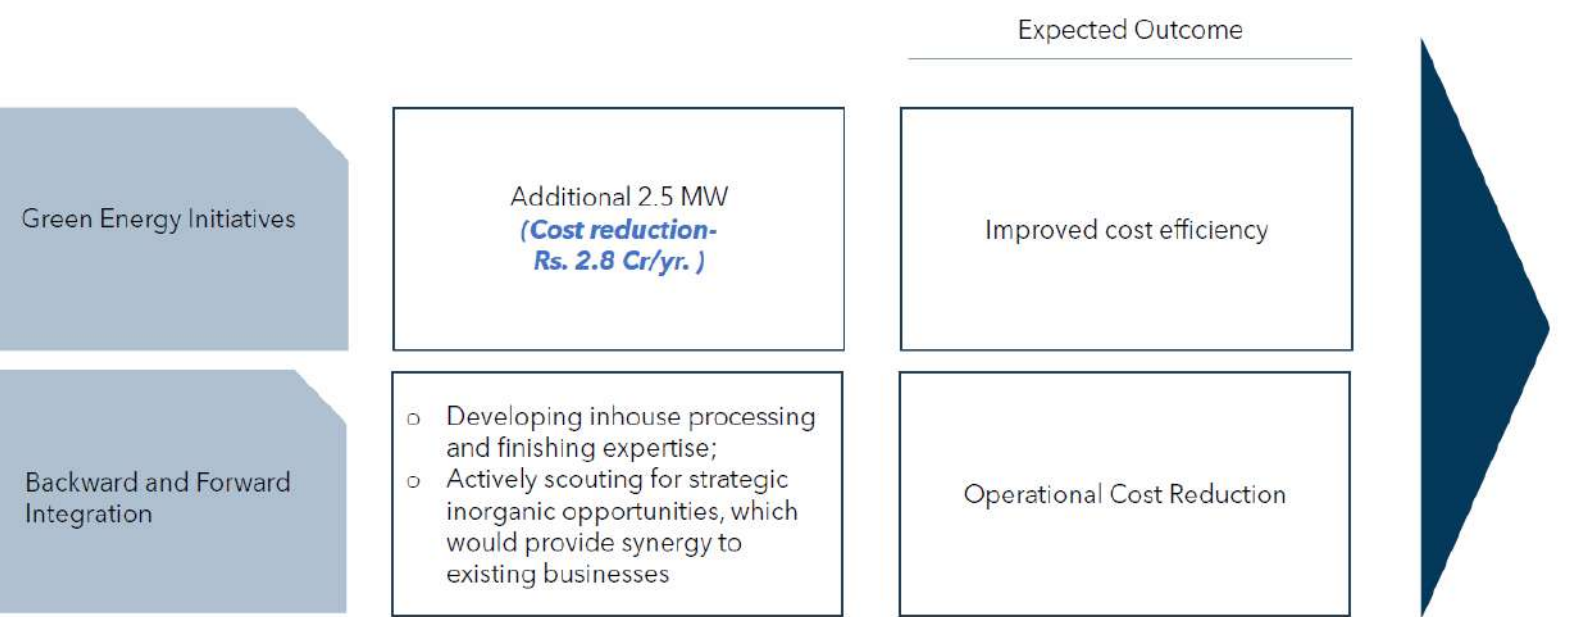 Expected Outcome
Green Energy Initiatives
Additional 2.5 MW
(Cost reduction-
Rs. 2.8 Cr/yr. )
Improved cost efficiency
Backward and Forward
Integration
o Developing inhouse processing
and finishing expertise;
o Actively scouting for strategic
inorganic opportunities, which
would provide synergy to
existing businesses
Operational Cost Reduction